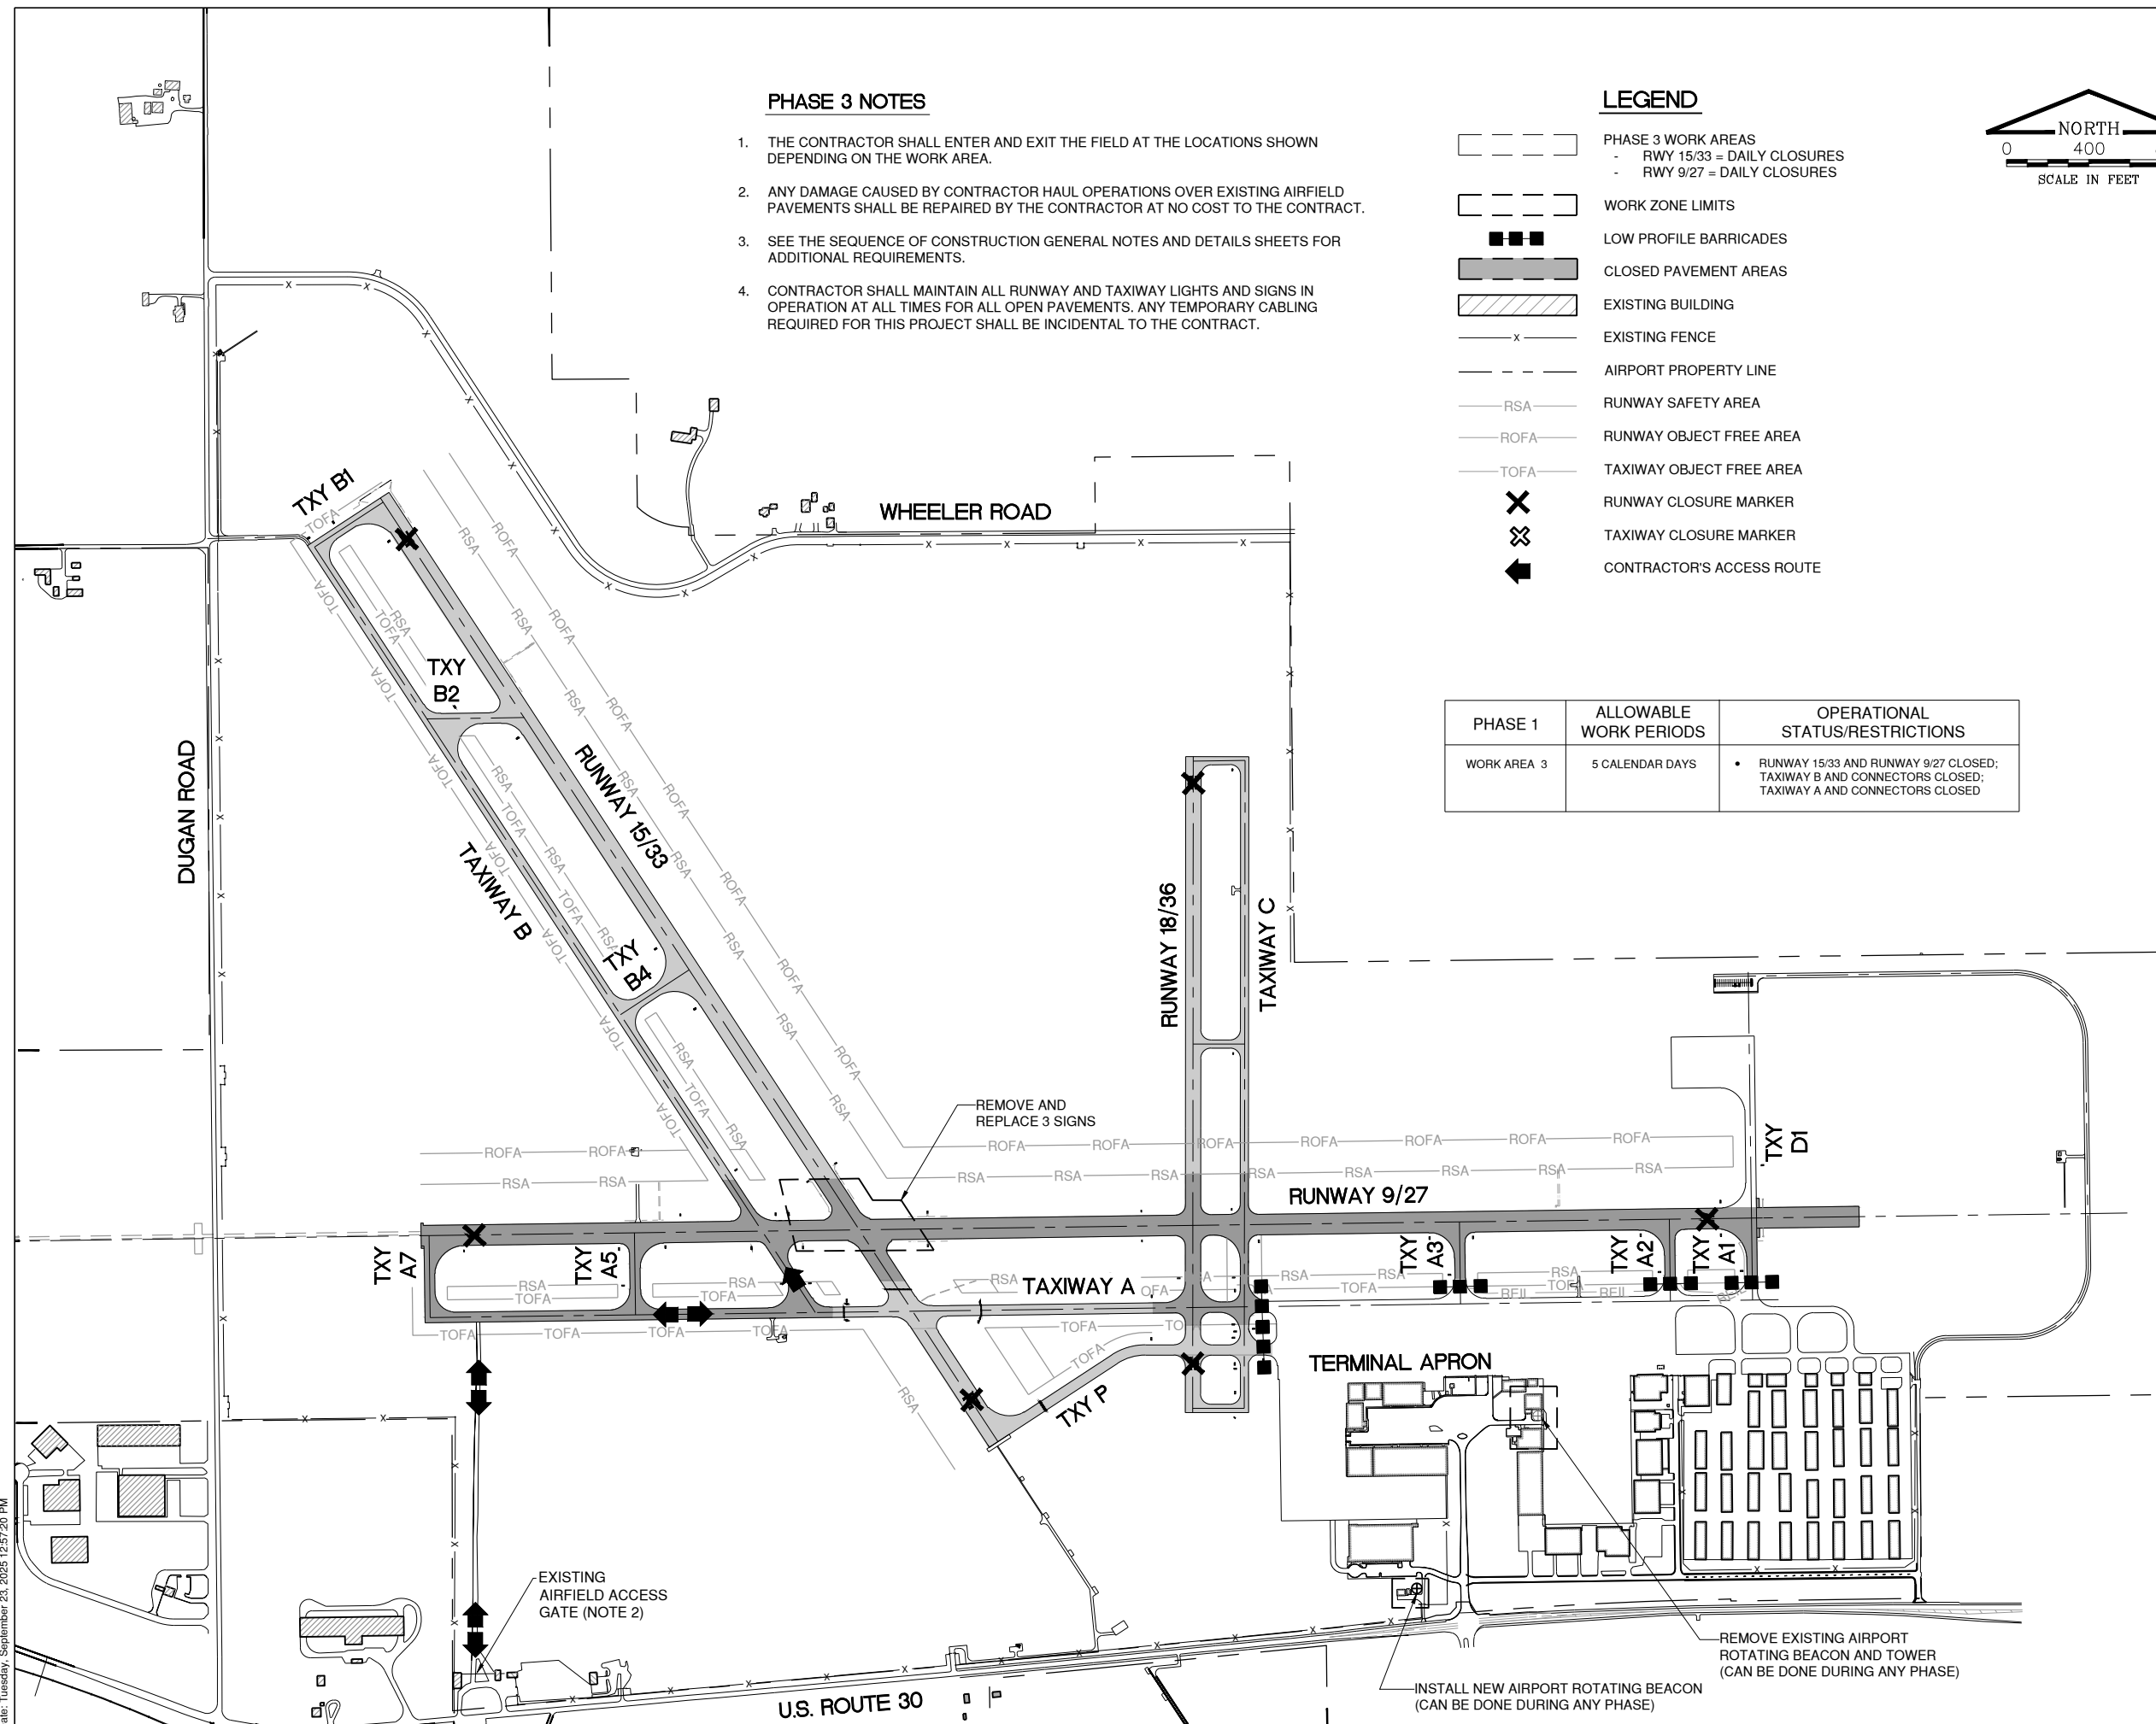 PHASE 3 NOTES
1. THE CONTRACTOR SHALL ENTER AND EXIT THE FIELD AT THE LOCATIONS SHOWN
DEPENDING ON THE WORK AREA.
2. ANY DAMAGE CAUSED BY CONTRACTOR HAUL OPERATIONS OVER EXISTING AIRFIELD
PAVEMENTS SHALL BE REPAIRED BY THE CONTRACTOR AT NO COST TO THE CONTRACT.
3. SEE THE SEQUENCE OF CONSTRUCTION GENERAL NOTES AND DETAILS SHEETS FOR
ADDITIONAL REQUIREMENTS.
4. CONTRACTOR SHALL MAINTAIN ALL RUNWAY AND TAXIWAY LIGHTS AND SIGNS IN
OPERATION AT ALL TIMES FOR ALL OPEN PAVEMENTS. ANY TEMPORARY CABLING
REQUIRED FOR THIS PROJECT SHALL BE INCIDENTAL TO THE CONTRACT.
LEGEND
PHASE 3 WORK AREAS
- RWY 15/33 = DAILY CLOSURES
- RWY 9/27 = DAILY CLOSURES
WORK ZONE LIMITS
LOW PROFILE BARRICADES
CLOSED PAVEMENT AREAS
EXISTING BUILDING
X EXISTING FENCE
AIRPORT PROPERTY LINE
RSA RUNWAY SAFETY AREA
ROFA RUNWAY OBJECT FREE AREA
TOFA TAXIWAY OBJECT FREE AREA
RUNWAY CLOSURE MARKER
TAXIWAY CLOSURE MARKER
CONTRACTOR'S ACCESS ROUTE
NORTH
0 400
SCALE IN FEET
PHASE 1
ALLOWABLE
WORK PERIODS
OPERATIONAL
STATUS/RESTRICTIONS
WORK AREA 3
5 CALENDAR DAYS
• RUNWAY 15/33 AND RUNWAY 9/27 CLOSED;
TAXIWAY B AND CONNECTORS CLOSED;
TAXIWAY A AND CONNECTORS CLOSED
WHEELER ROAD
DUGAN ROAD
TXY B1
TXY
B2
RUNWAY 15/33
TAXIWAY B
TXY
B4
RUNWAY 18/36
TAXIWAY C
REMOVE AND
REPLACE 3 SIGNS
TXY
D1
RUNWAY 9/27
TXY
A7
TXY
A5
TAXIWAY A
TXY
A3
TXY
A2
TXY
A1
TXY P
TERMINAL APRON
EXISTING
AIRFIELD ACCESS
GATE (NOTE 2)
U.S. ROUTE 30
REMOVE EXISTING AIRPORT
ROTATING BEACON AND TOWER
(CAN BE DONE DURING ANY PHASE)
INSTALL NEW AIRPORT ROTATING BEACON
(CAN BE DONE DURING ANY PHASE)
ate: Tuesday, September 23, 2025 12:57:20 PM